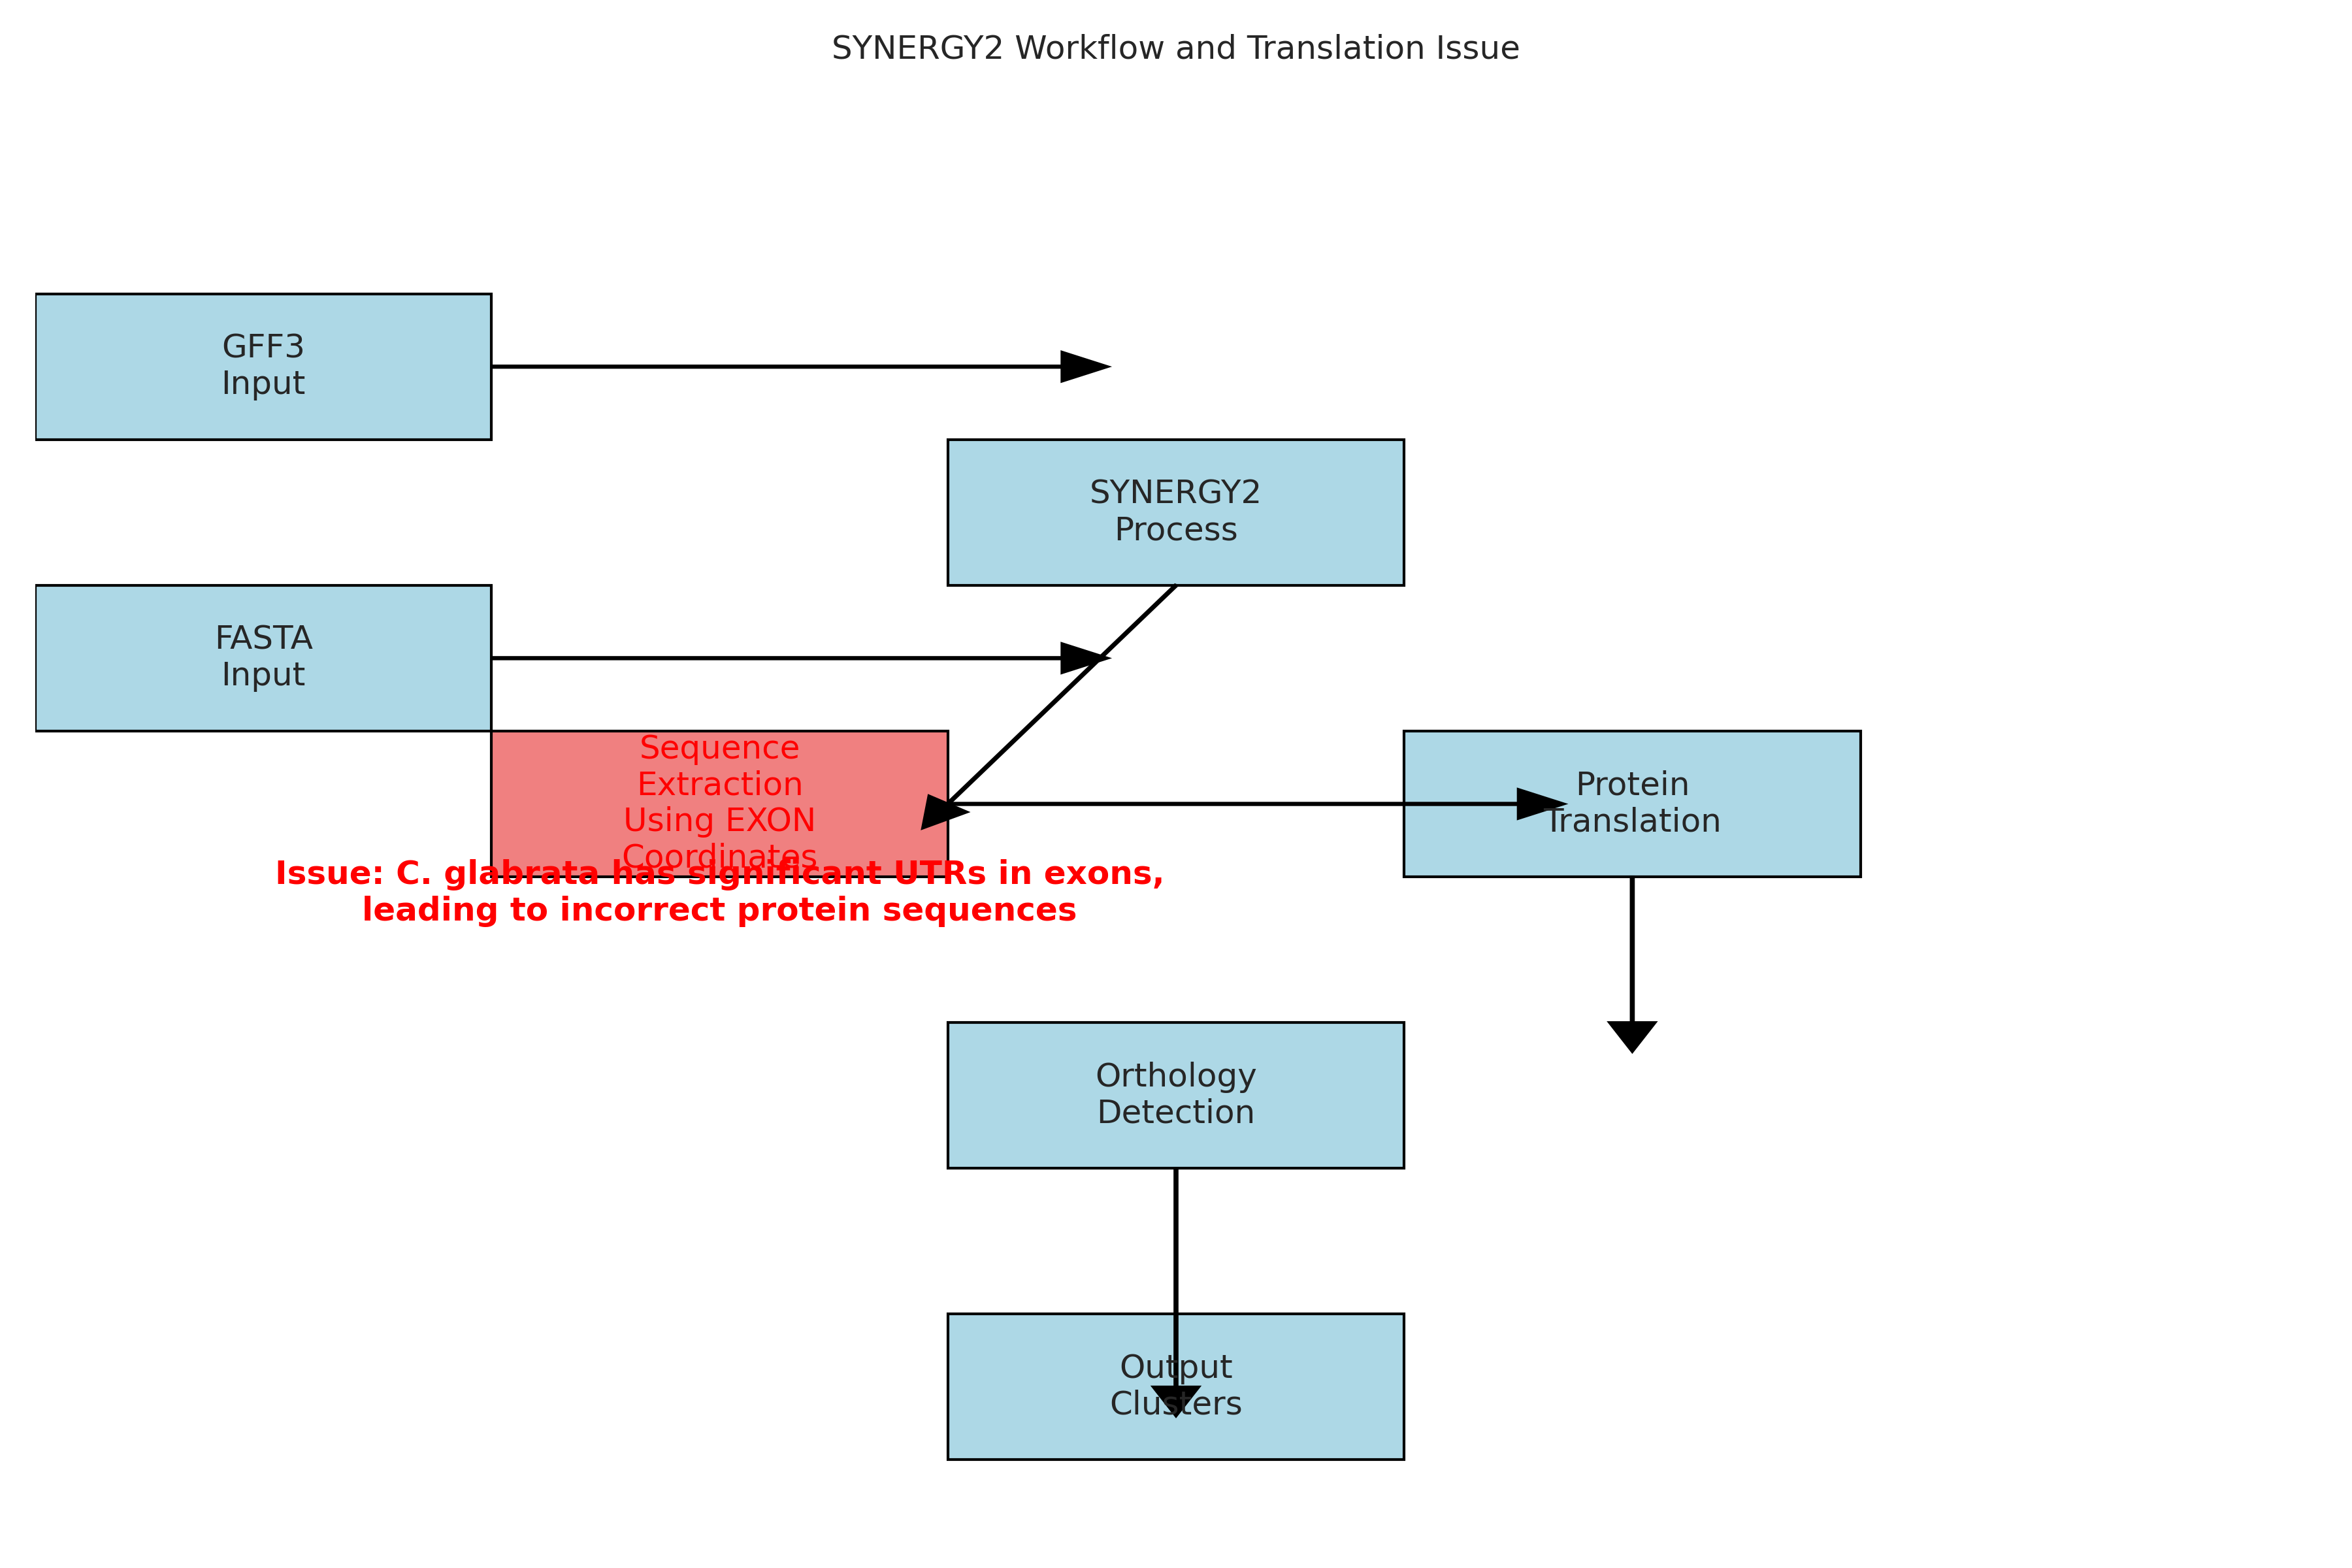 SYNERGY2 Workflow and Translation Issue
GFF3
Input
SYNERGY2
Process
FASTA
Input
Sequence
Extraction
Using EXON
Coordinates
Protein
Translation
Issue: C. glabrata has significant UTRs in exons,
leading to incorrect protein sequences
Orthology
Detection
Output
Clusters